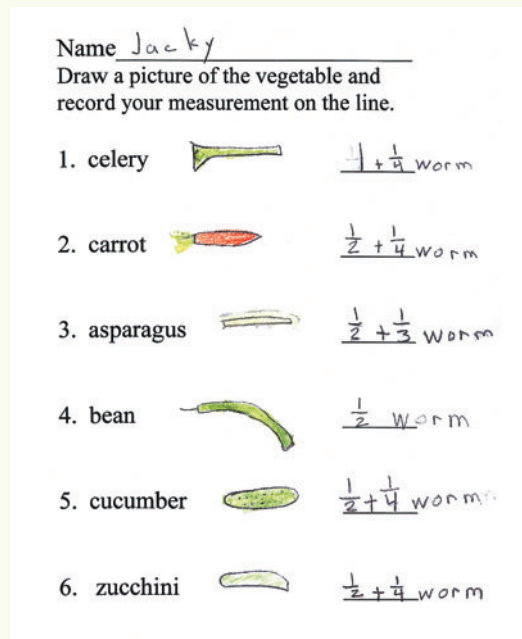 Name Jacky
Draw a picture of the vegetable and
record your measurement on the line.
1. celery 1 + 1/4 worm
2. carrot 1/2 + 1/4 worm
3. asparagus 1/2 + 1/3 worm
4. bean 1/2 worm
5. cucumber 1/2 + 1/4 worm
6. zucchini 1/2 + 1/4 worm